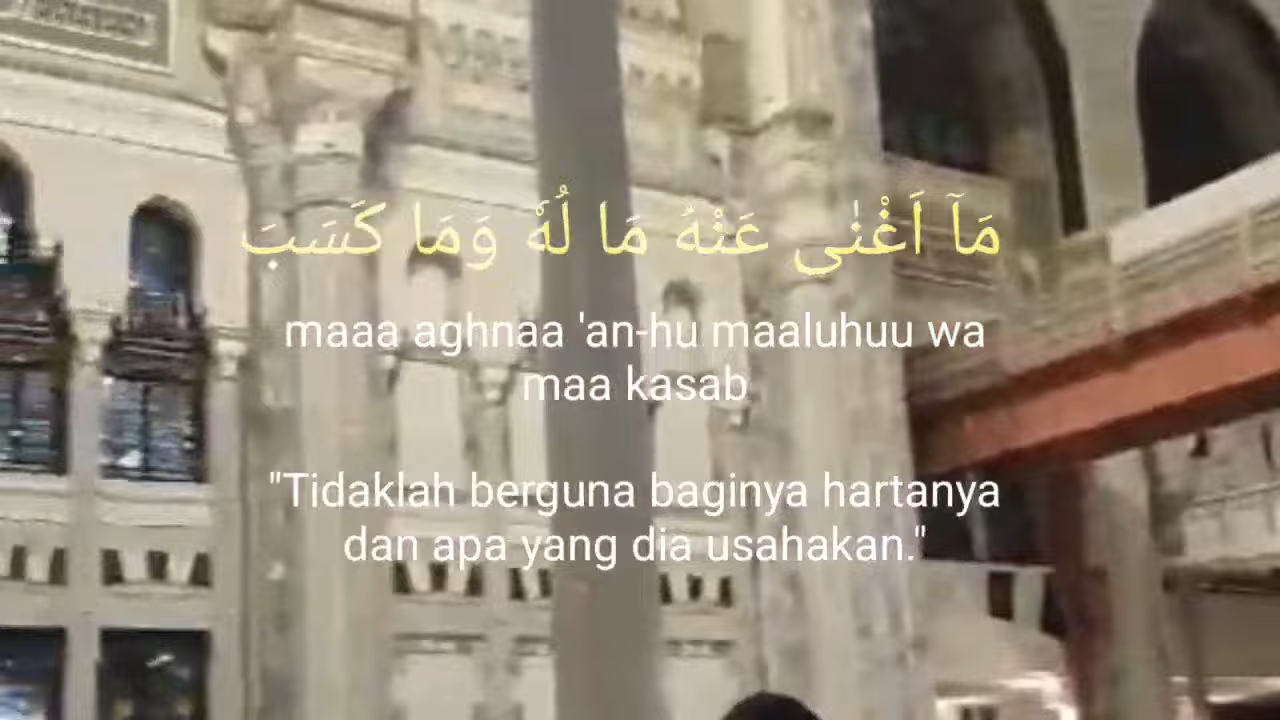 مَآ اَغْنٰى عَنْهُ مَا لُهٗ وَمَا كَسَبَ
maaa aghnaa 'an-hu maaluhuu wa
maa kasab
"Tidaklah berguna baginya hartanya
dan apa yang dia usahakan."